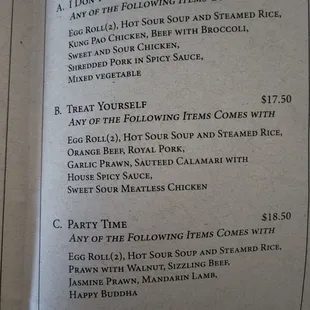 A. I DON'T
ANY OF THE FOLLOWING ITEMS
EGG ROLL(2), HOT SOUR SOUP AND STEAMED RICE,
KUNG PAO CHICKEN, BEEF WITH BROCCOLI,
SWEET AND SOUR CHICKEN,
SHREDDED PORK IN SPICY SAUCE,
MIXED VEGETABLE
B. TREAT YOURSELF $17.50
ANY OF THE FOLLOWING ITEMS COMES WITH
EGG ROLL(2), HOT SOUR SOUP AND STEAMED RICE,
ORANGE BEEF, ROYAL PORK,
GARLIC PRAWN, SAUTEED CALAMARI WITH
HOUSE SPICY SAUCE,
SWEET SOUR MEATLESS CHICKEN
C. PARTY TIME $18.50
ANY OF THE FOLLOWING ITEMS COMES WITH
EGG ROLL(2), HOT SOUR SOUP AND STEAMRD RICE,
PRAWN WITH WALNUT, SIZZLING BEEF,
JASMINE PRAWN, MANDARIN LAMB,
HAPPY BUDDHA